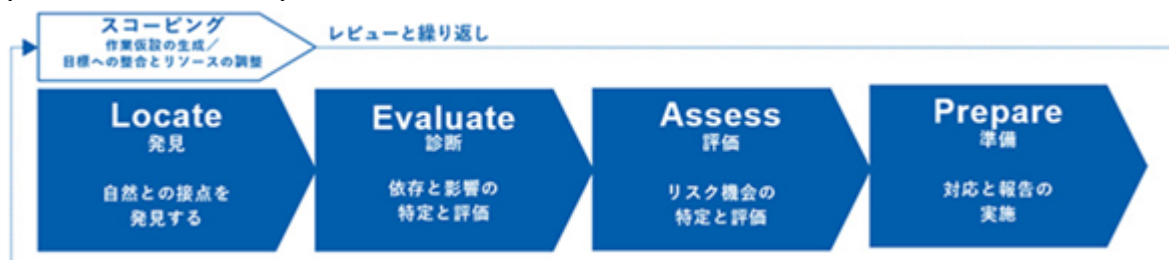 スコーピング
作業仮設の生成／
目標への整合とリソースの調整
レビューと繰り返し
Locate
発見
自然との接点を
発見する
Evaluate
診断
依存と影響の
特定と評価
Assess
評価
リスク機会の
特定と評価
Prepare
準備
対応と報告の
実施